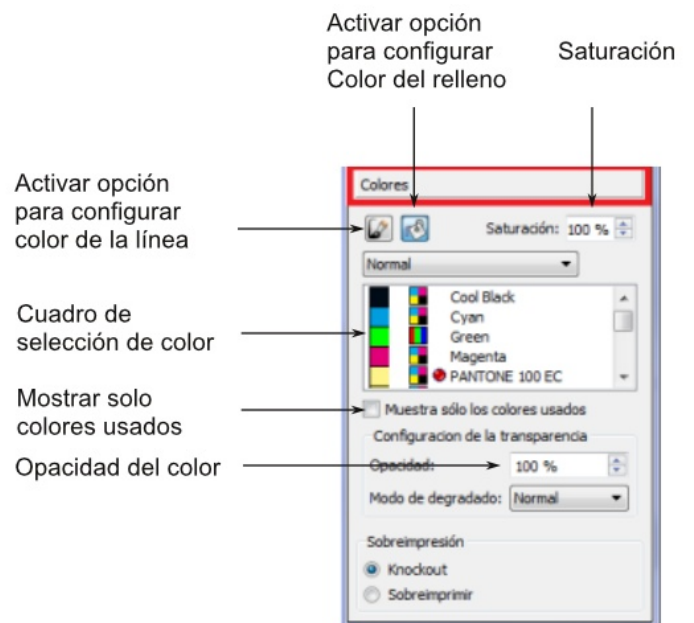 Activar opción
para configurar
Color del relleno
Saturación
Activar opción
para configurar
color de la línea
Cuadro de
selección de color
Mostrar solo
colores usados
Opacidad del color
Colores
Saturación: 100 %
Normal
Cool Black
Cyan
Green
Magenta
PANTONE 100 EC
Muestra sólo los colores usados
Configuracion de la transparencia
Opacidad: 100 %
Modo de degradado: Normal
Sobreimpresión
Knockout
Sobreimprimir